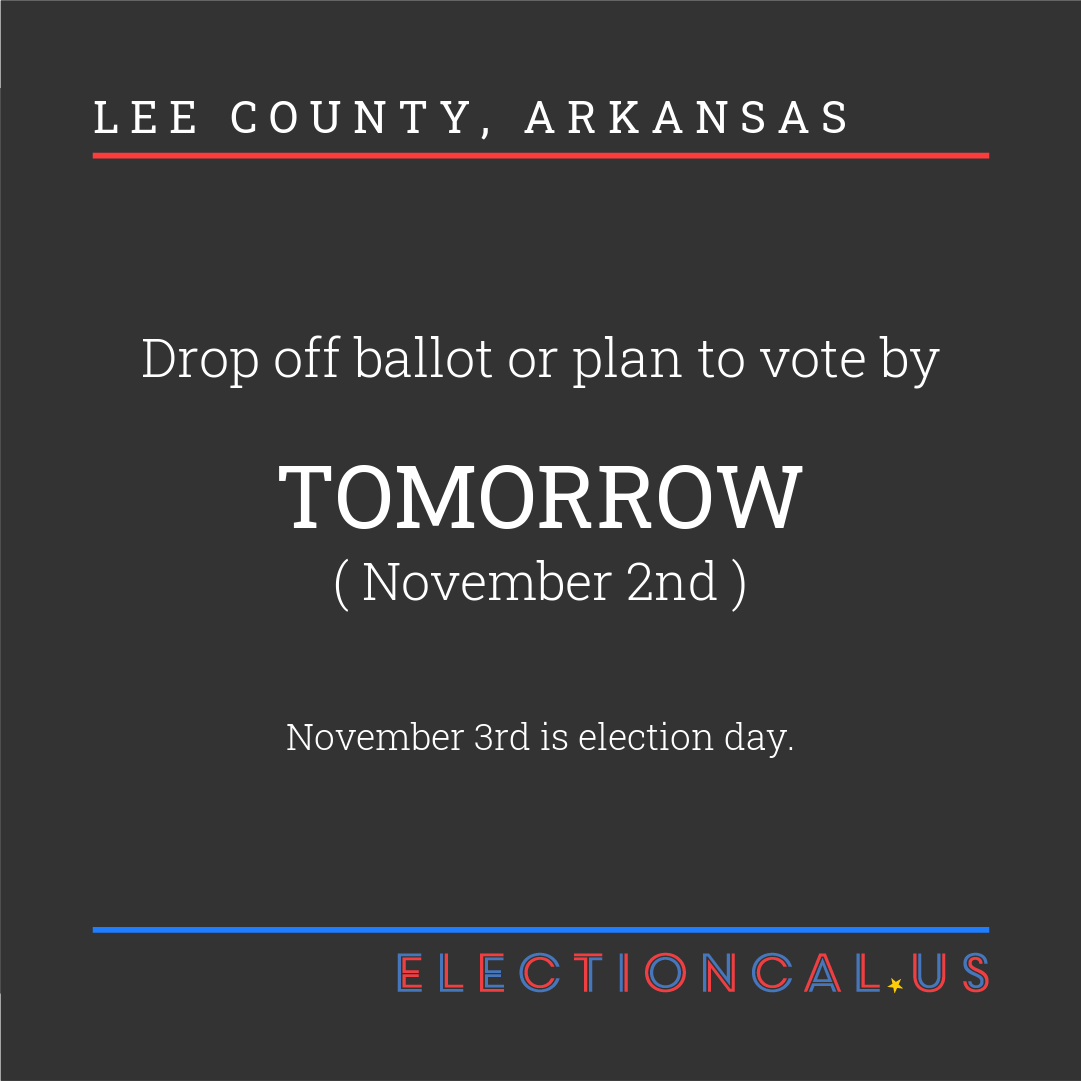 LEE COUNTY, ARKANSAS
Drop off ballot or plan to vote by
TOMORROW
( November 2nd )
November 3rd is election day.
ELECTIONCAL.US